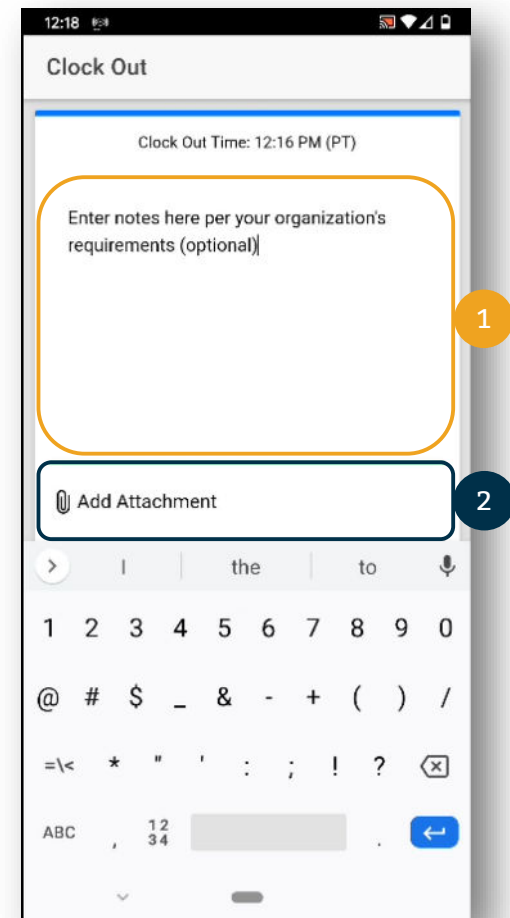 12:18
Clock Out
Clock Out Time: 12:16 PM (PT)
Enter notes here per your organization's
requirements (optional)
1
Add Attachment
2
I the to
1 2 3 4 5 6 7 8 9 0
@ # $ _ & - + ( ) /
=\< * " ' : ; ! ?
ABC , 12 .
34